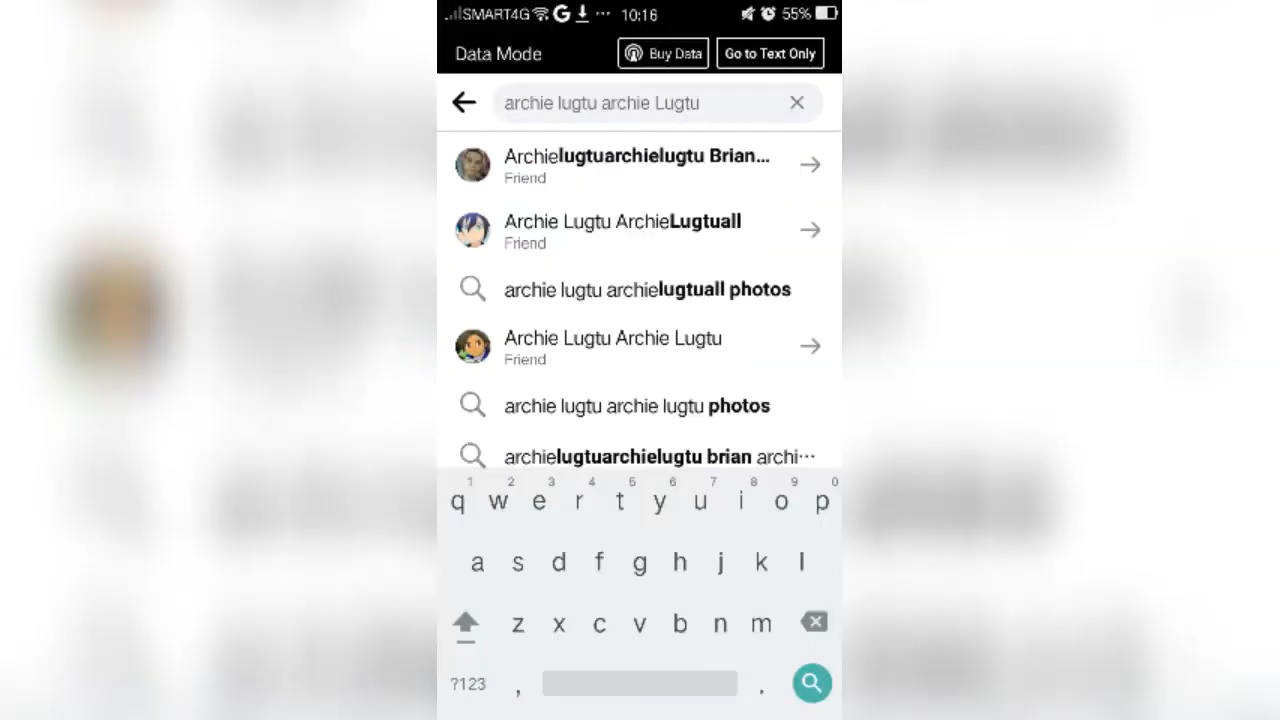 SMART4G G ... 10:16 55%
Data Mode Buy Data Go to Text Only
archie lugtu archie Lugtu
Archielugtuarchielugtu Brian...
Friend
Archie Lugtu ArchieLugtuall
Friend
archie lugtu archielugtuall photos
Archie Lugtu Archie Lugtu
Friend
archie lugtu archie lugtu photos
archielugtuarchielugtu brian archi...
1 2 3 4 5 6 7 8 9 0
q w e r t y u i o p
a s d f g h j k l
z x c v b n m
?123 , .